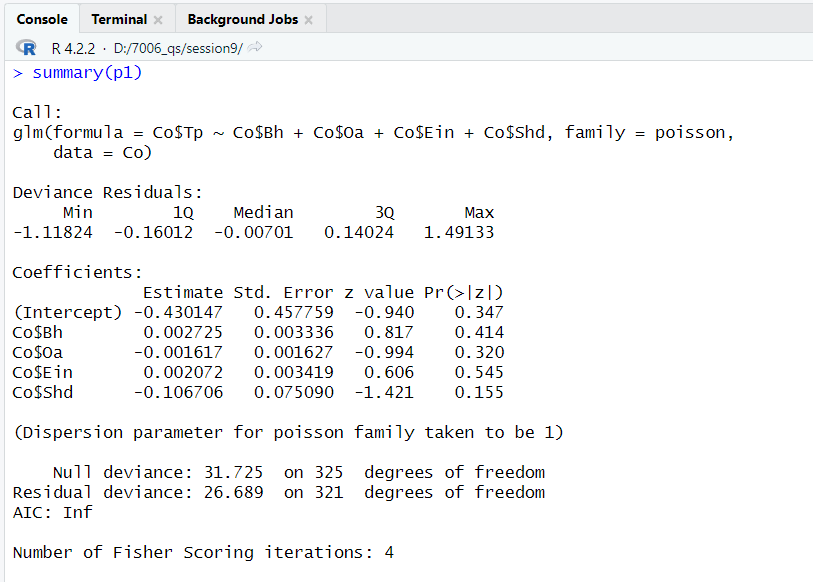 Console Terminal Background Jobs
R R 4.2.2 · D:/7006_qs/session9/
> summary(p1)
Call:
glm(formula = Co$Tp ~ Co$Bh + Co$Oa + Co$Ein + Co$Shd, family = poisson,
    data = Co)
Deviance Residuals:
     Min        1Q    Median        3Q       Max
-1.11824  -0.16012  -0.00701   0.14024   1.49133
Coefficients:
             Estimate Std. Error z value Pr(>|z|)
(Intercept) -0.430147   0.457759  -0.940    0.347
Co$Bh        0.002725   0.003336   0.817    0.414
Co$Oa       -0.001617   0.001627  -0.994    0.320
Co$Ein       0.002072   0.003419   0.606    0.545
Co$Shd      -0.106706   0.075090  -1.421    0.155
(Dispersion parameter for poisson family taken to be 1)
    Null deviance: 31.725  on 325  degrees of freedom
Residual deviance: 26.689  on 321  degrees of freedom
AIC: Inf
Number of Fisher Scoring iterations: 4